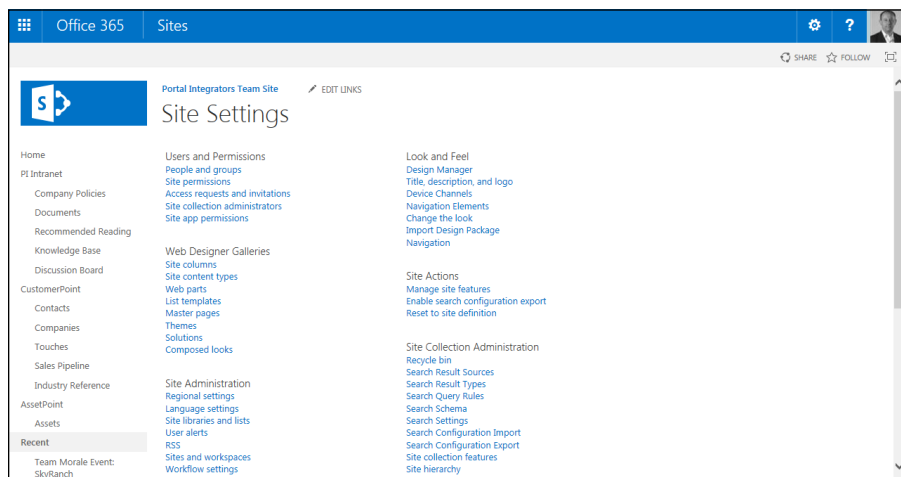 Office 365
Sites
?
SHARE
FOLLOW
S
Portal Integrators Team Site
EDIT LINKS
Site Settings
Home
PI Intranet
Company Policies
Documents
Recommended Reading
Knowledge Base
Discussion Board
CustomerPoint
Contacts
Companies
Touches
Sales Pipeline
Industry Reference
AssetPoint
Assets
Recent
Team Morale Event:
SkyRanch
Users and Permissions
People and groups
Site permissions
Access requests and invitations
Site collection administrators
Site app permissions
Web Designer Galleries
Site columns
Site content types
Web parts
List templates
Master pages
Themes
Solutions
Composed looks
Site Administration
Regional settings
Language settings
Site libraries and lists
User alerts
RSS
Sites and workspaces
Workflow settings
Look and Feel
Design Manager
Title, description, and logo
Device Channels
Navigation Elements
Change the look
Import Design Package
Navigation
Site Actions
Manage site features
Enable search configuration export
Reset to site definition
Site Collection Administration
Recycle bin
Search Result Sources
Search Result Types
Search Query Rules
Search Schema
Search Settings
Search Configuration Import
Search Configuration Export
Site collection features
Site hierarchy